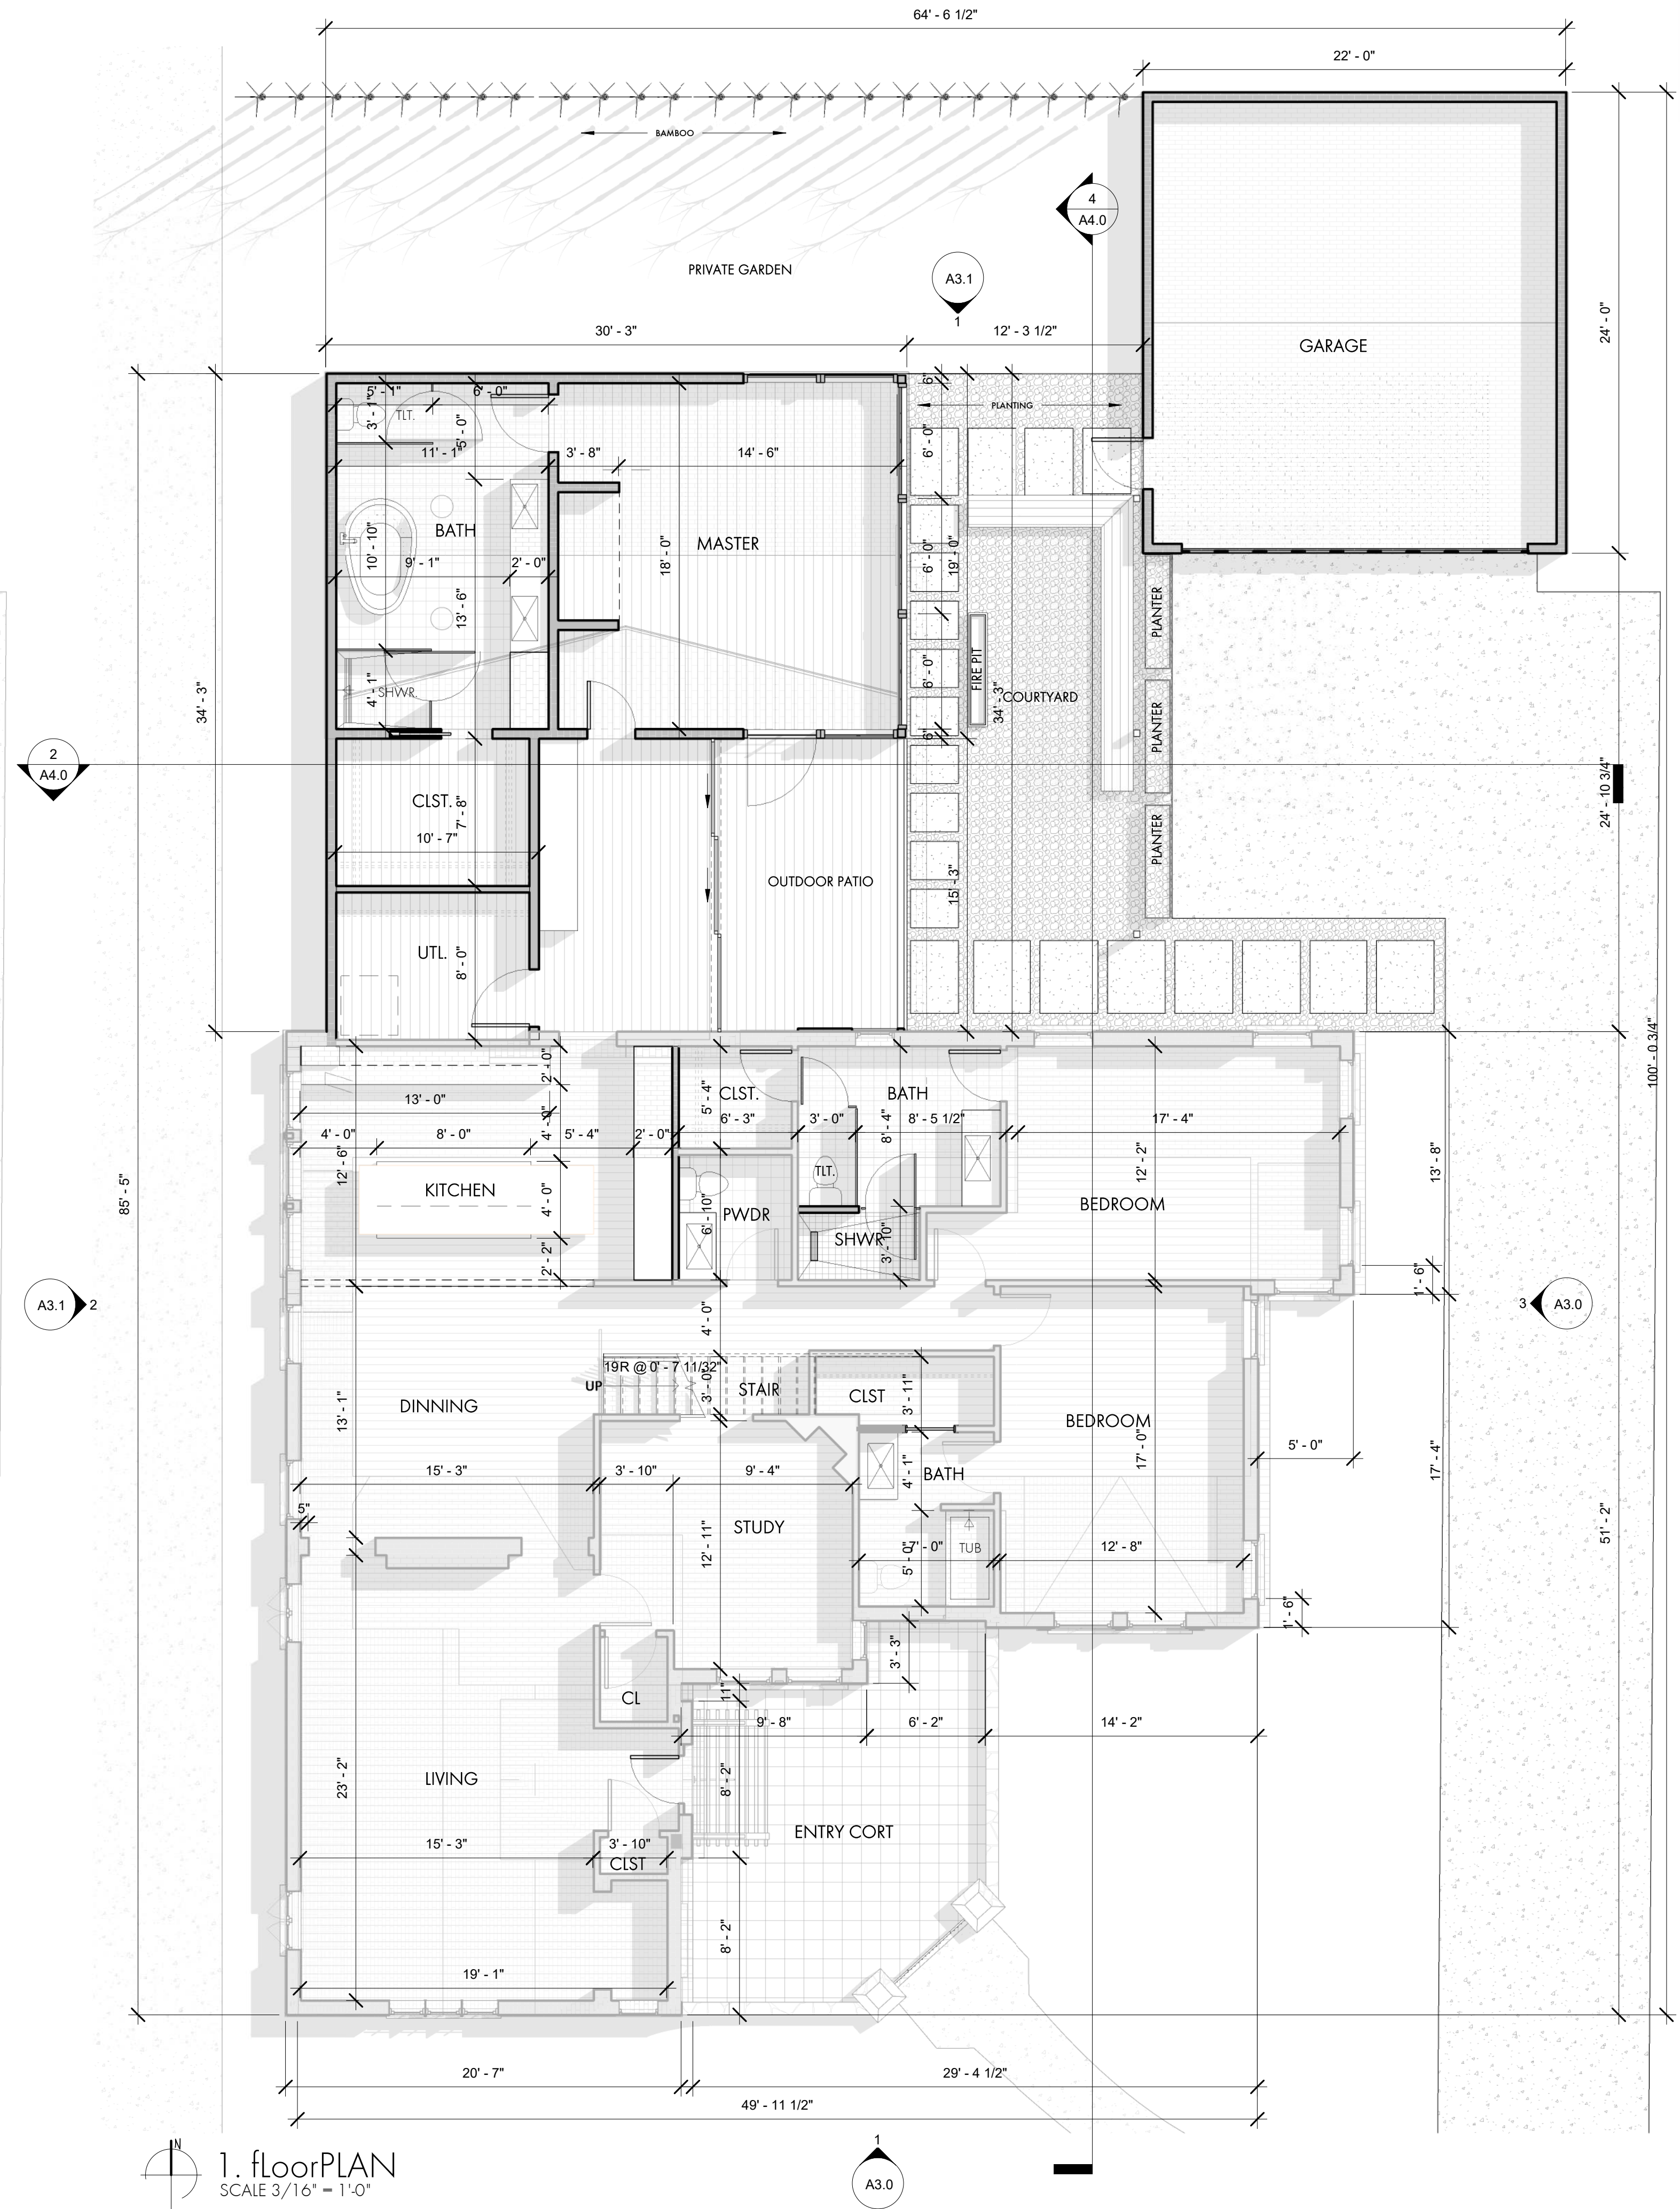 64' - 6 1/2"
22' - 0"
BAMBOO
4
A4.0
PRIVATE GARDEN
A3.1
1
30' - 3"
12' - 3 1/2"
GARAGE
24' - 0"
5' - 1"
6' - 0"
3' - 1"
TLT.
5' - 0"
6"
PLANTING
6' - 0"
11' - 1"
3' - 8"
14' - 6"
BATH
MASTER
10' - 10"
9' - 1"
2' - 0"
18' - 0"
6' - 0"
19' - 0"
13' - 6"
PLANTER
34' - 3"
4' - 1"
SHWR.
6' - 0"
FIRE PIT
34' - 3"
COURTYARD
6"
PLANTER
2
A4.0
24' - 10 3/4"
CLST.
7' - 8"
10' - 7"
PLANTER
OUTDOOR PATIO
15' - 3"
UTL.
8' - 0"
100' - 0 3/4"
2' - 0"
13' - 0"
4' - 0"
5' - 4"
CLST.
BATH
4' - 0"
8' - 0"
5' - 4"
2' - 0"
6' - 3"
3' - 0"
8' - 4"
8' - 5 1/2"
17' - 4"
12' - 6"
12' - 2"
13' - 8"
85' - 5"
KITCHEN
4' - 0"
TLT.
BEDROOM
6' - 10"
PWDR
SHWR.
3' - 10"
2' - 2"
1' - 6"
A3.1
2
3
A3.0
4' - 0"
19R @ 0' - 7 11/32"
UP
3' - 0"
STAIR
CLST
3' - 11"
DINNING
13' - 1"
BEDROOM
17' - 0"
5' - 0"
17' - 4"
15' - 3"
3' - 10"
9' - 4"
4' - 1"
BATH
5"
STUDY
12' - 11"
51' - 2"
5' - 0"
7' - 0"
TUB
12' - 8"
1' - 6"
3' - 3"
CL
11"
9' - 8"
6' - 2"
14' - 2"
23' - 2"
LIVING
8' - 2"
ENTRY CORT
15' - 3"
3' - 10"
CLST
8' - 2"
19' - 1"
20' - 7"
29' - 4 1/2"
49' - 11 1/2"
N
1. fLoorPLAN
SCALE 3/16" = 1'-0"
1
A3.0